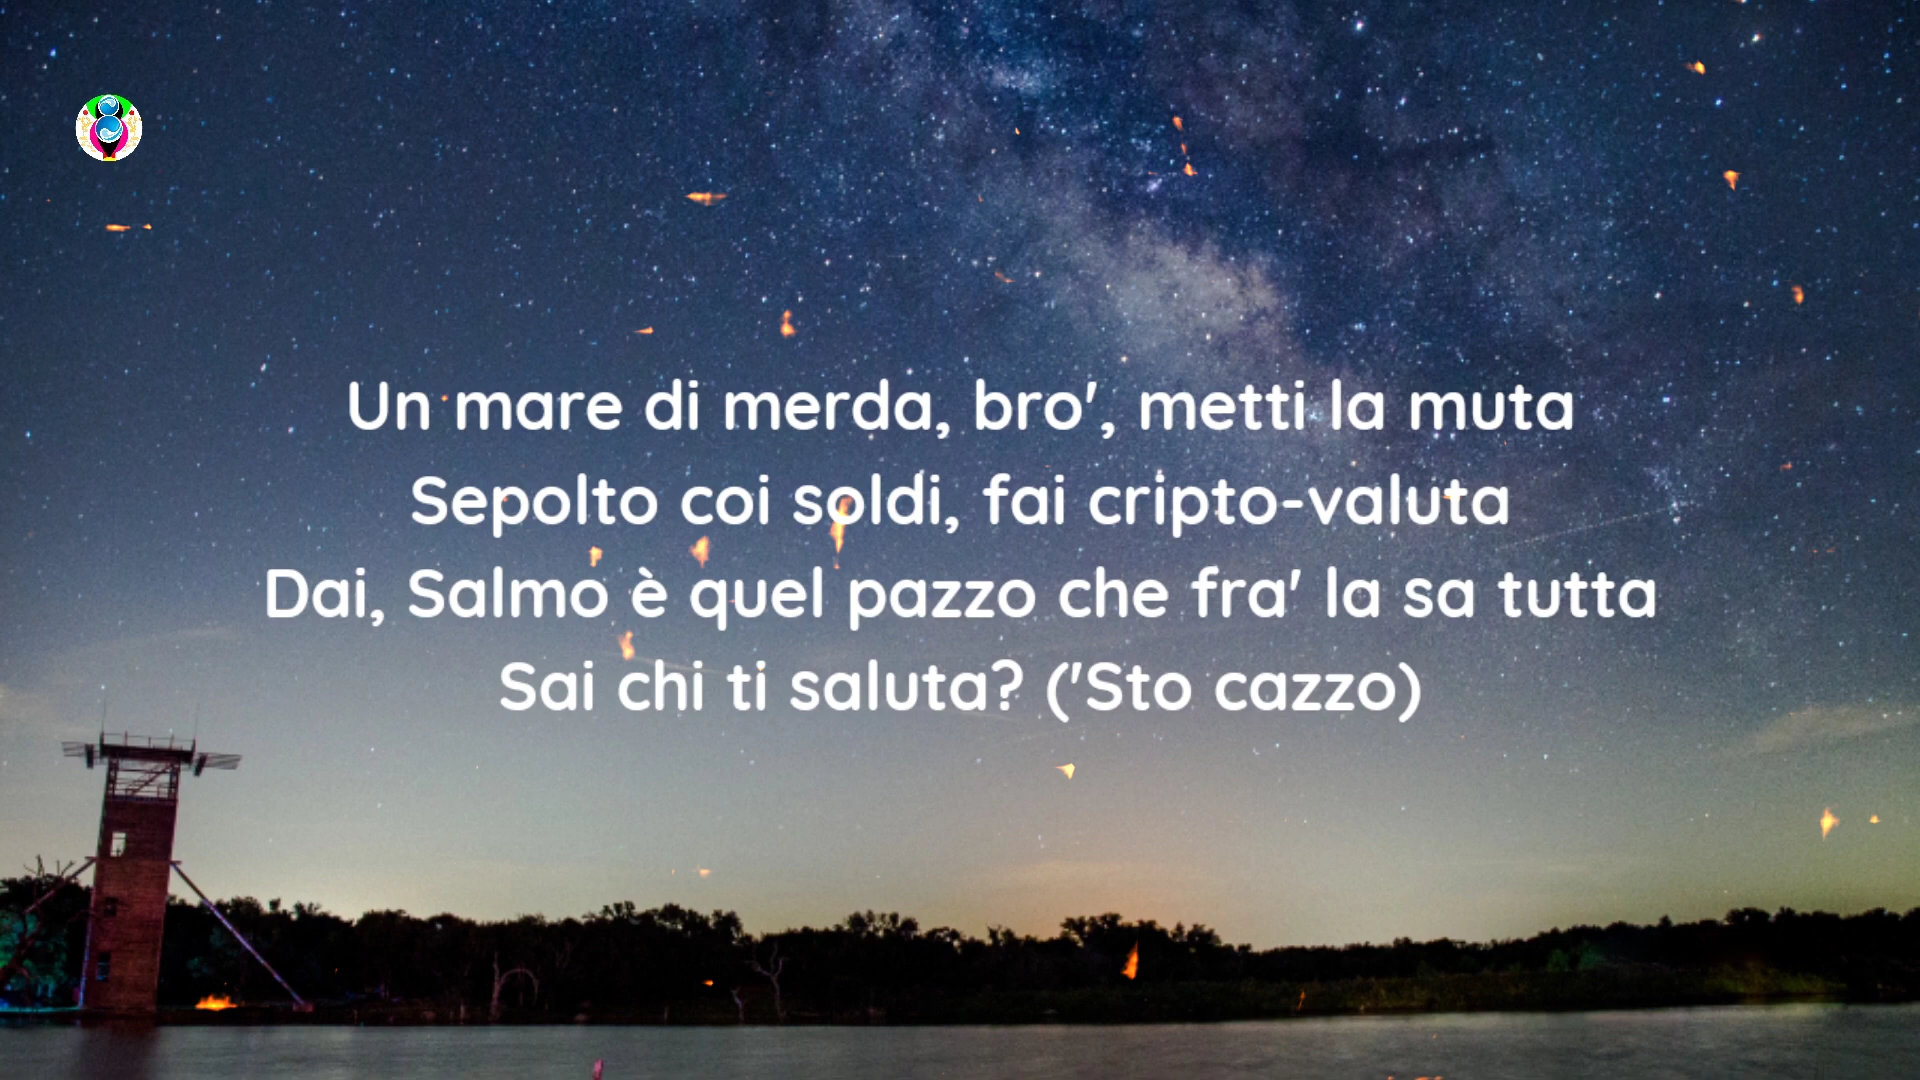 Un mare di merda, bro', metti la muta
Sepolto coi soldi, fai cripto-valuta
Dai, Salmo è quel pazzo che fra' la sa tutta
Sai chi ti saluta? ('Sto cazzo)